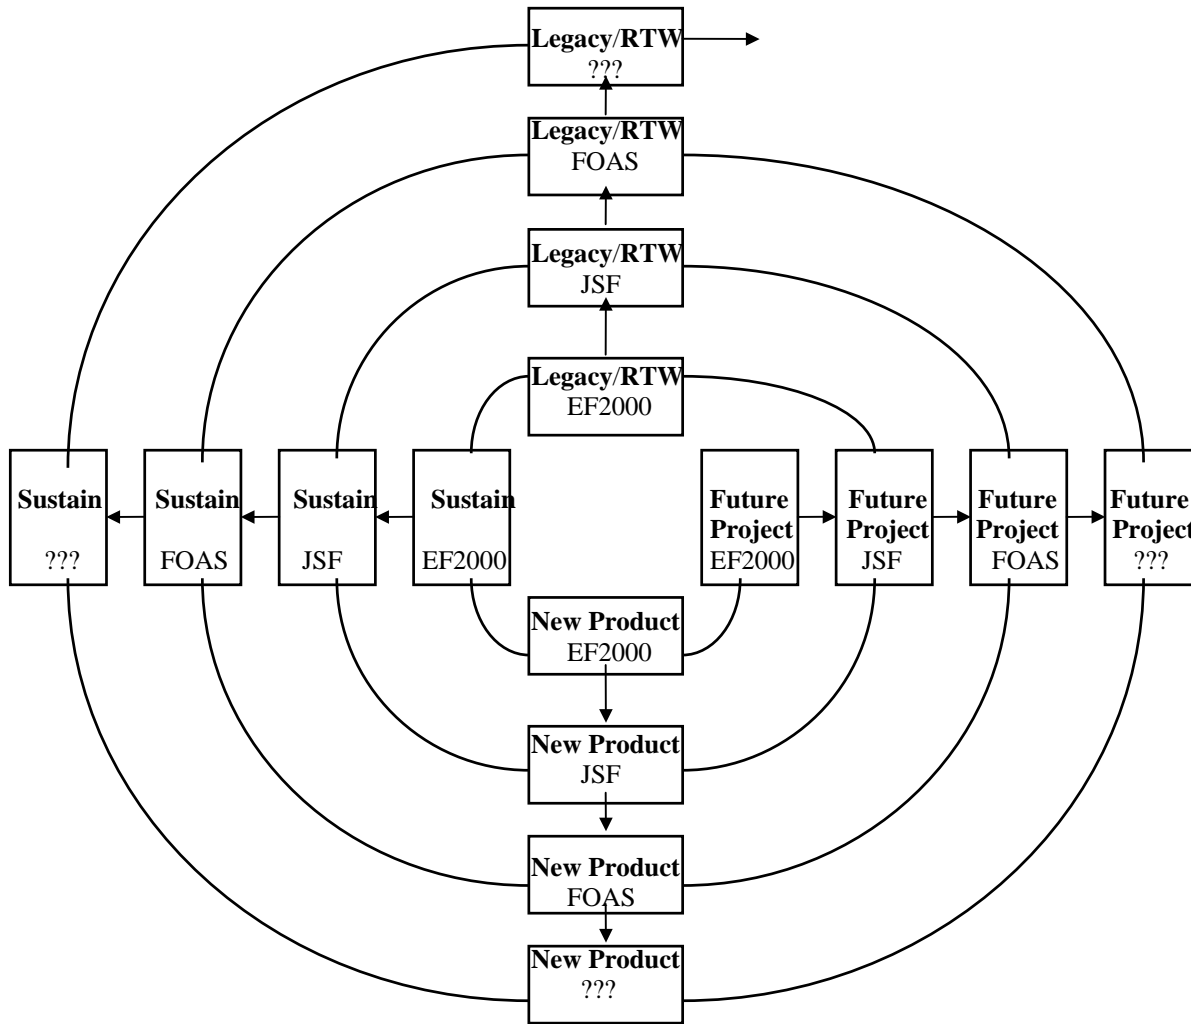 Legacy/RTW
???
Legacy/RTW
FOAS
Legacy/RTW
JSF
Legacy/RTW
EF2000
Sustain
???
Sustain
FOAS
Sustain
JSF
Sustain
EF2000
Future
Project
EF2000
Future
Project
JSF
Future
Project
FOAS
Future
Project
???
New Product
EF2000
New Product
JSF
New Product
FOAS
New Product
???